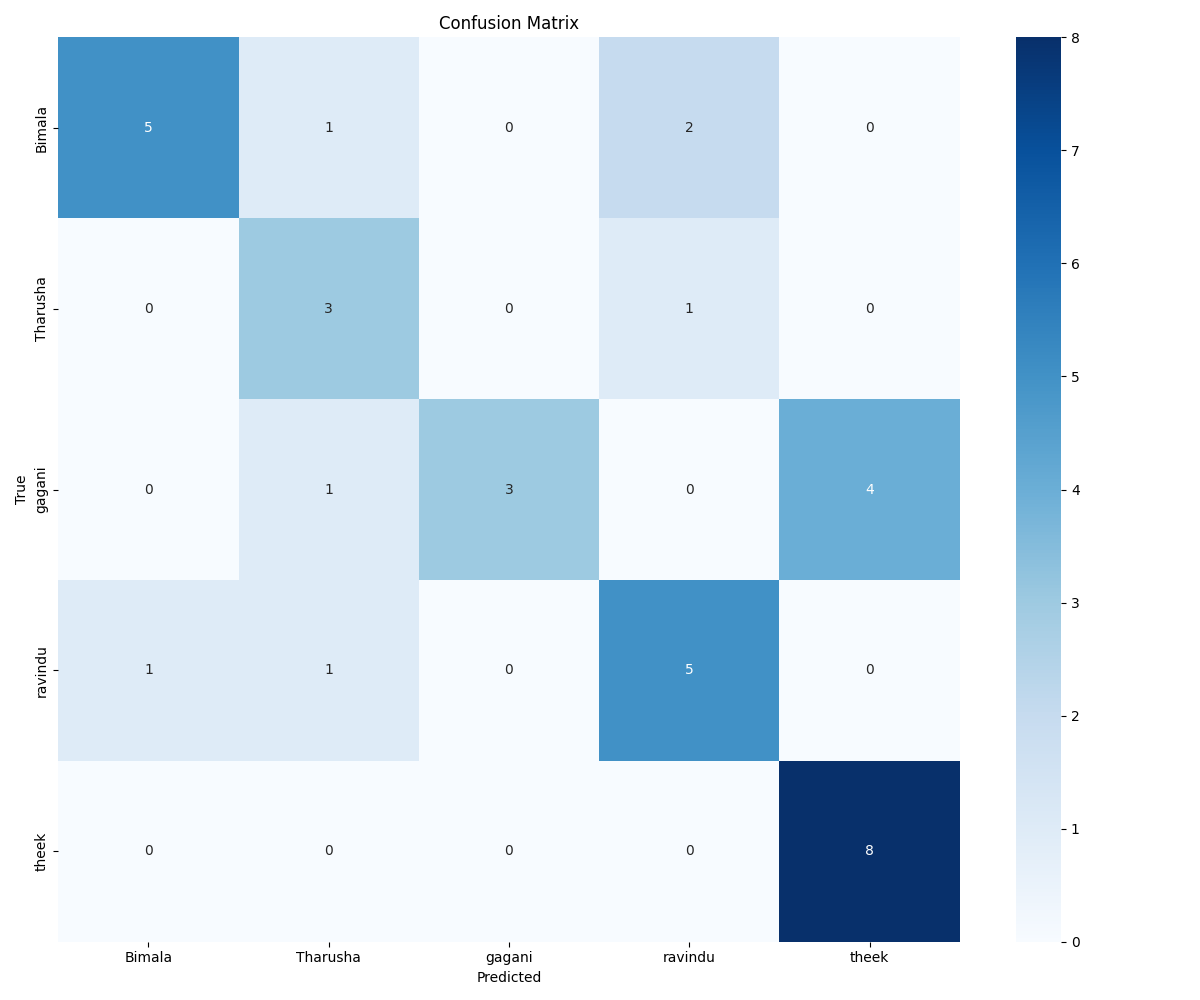 Confusion Matrix
Bimala 5 1 0 2 0
Tharusha 0 3 0 1 0
gagani 0 1 3 0 4
ravindu 1 1 0 5 0
theek 0 0 0 0 8
True
Bimala Tharusha gagani ravindu theek
Predicted
8
7
6
5
4
3
2
1
0